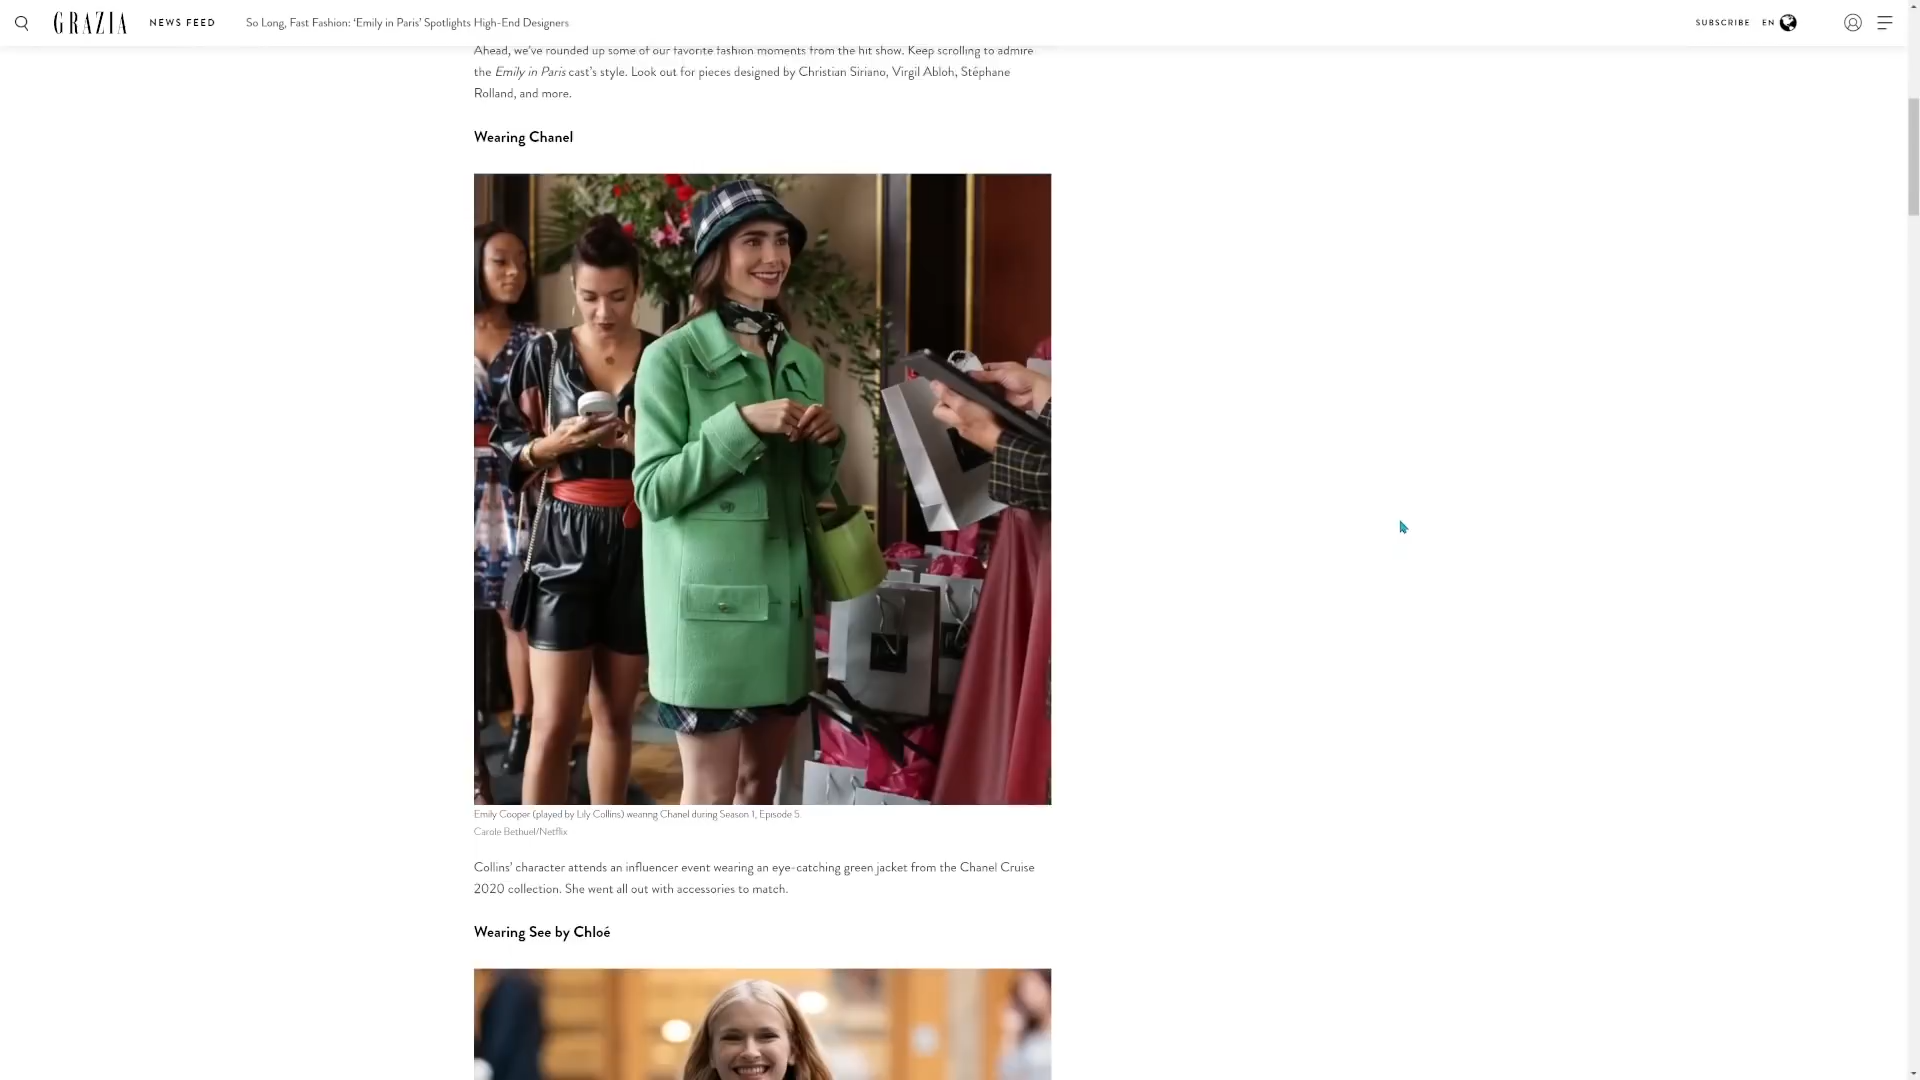 GRAZIA NEWS FEED So Long, Fast Fashion: ‘Emily in Paris’ Spotlights High-End Designers SUBSCRIBE EN
Ahead, we’ve rounded up some of our favorite fashion moments from the hit show. Keep scrolling to admire
the Emily in Paris cast’s style. Look out for pieces designed by Christian Siriano, Virgil Abloh, Stéphane
Rolland, and more.
Wearing Chanel
Emily Cooper (played by Lily Collins) wearing Chanel during Season 1, Episode 5.
Carole Bethuel/Netflix
Collins’ character attends an influencer event wearing an eye-catching green jacket from the Chanel Cruise
2020 collection. She went all out with accessories to match.
Wearing See by Chloé